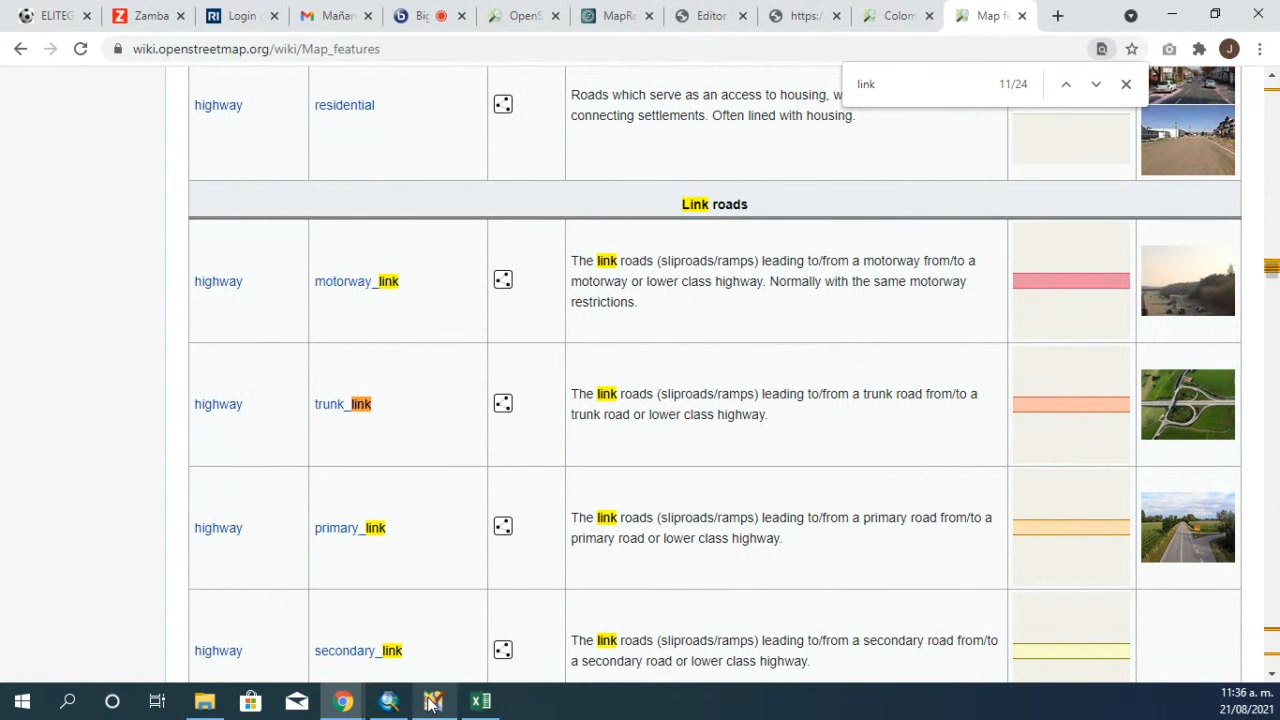 ELITEG
Zamba
Login
Mañan
Big
OpenS
MapRo
Editor
https:
Colom
Map fe
wiki.openstreetmap.org/wiki/Map_features
J
link
11/24
highway
residential
Roads which serve as an access to housing, w
connecting settlements. Often lined with housing.
Link roads
highway
motorway_link
The link roads (sliproads/ramps) leading to/from a motorway from/to a
motorway or lower class highway. Normally with the same motorway
restrictions.
highway
trunk_link
The link roads (sliproads/ramps) leading to/from a trunk road from/to a
trunk road or lower class highway.
highway
primary_link
The link roads (sliproads/ramps) leading to/from a primary road from/to a
primary road or lower class highway.
highway
secondary_link
The link roads (sliproads/ramps) leading to/from a secondary road from/to
a secondary road or lower class highway.
11:36 a. m.
21/08/2021